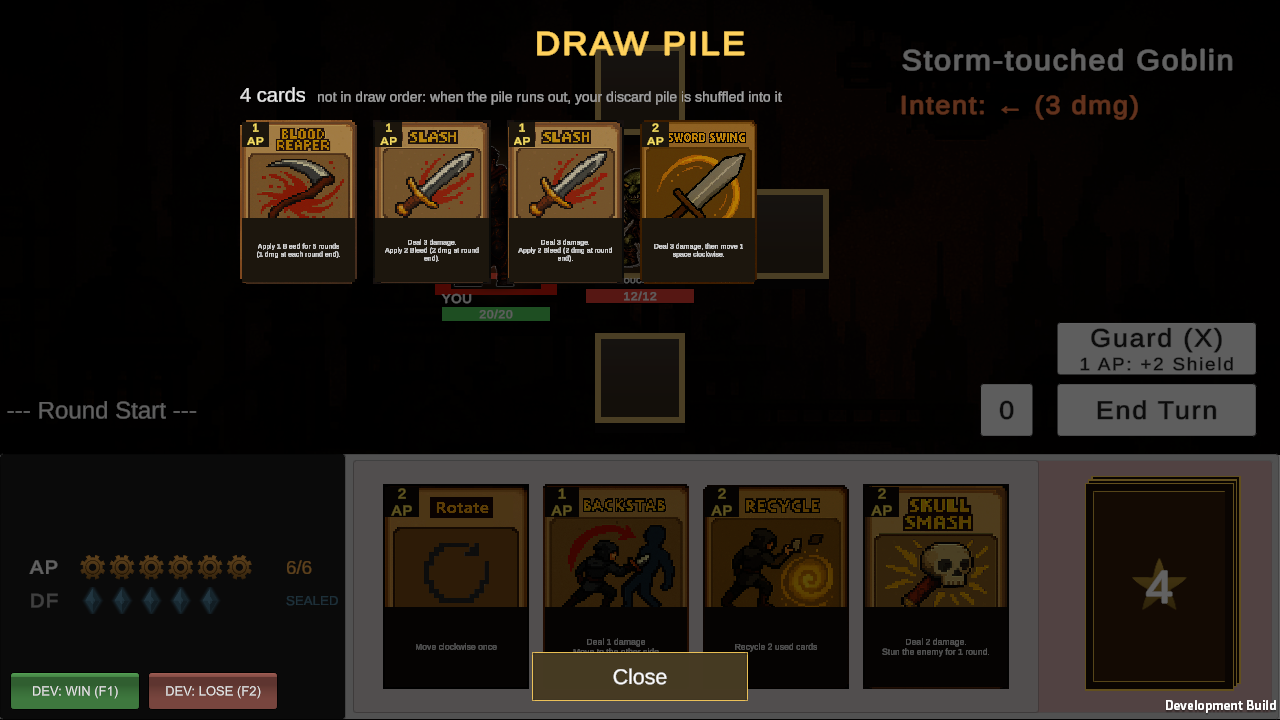 DRAW PILE
Storm-touched Goblin
Intent: ← (3 dmg)
4 cards not in draw order: when the pile runs out, your discard pile is shuffled into it
1 AP
BLOOD REAPER
Apply 1 Bleed for 5 rounds
(1 dmg at each round end).
1 AP
SLASH
Deal 3 damage.
Apply 2 Bleed (2 dmg at round
end).
1 AP
SLASH
Deal 3 damage.
Apply 2 Bleed (2 dmg at round
end).
2 AP
SWORD SWING
Deal 3 damage, then move 1
space clockwise.
YOU
20/20
12/12
Guard (X)
1 AP: +2 Shield
--- Round Start ---
0
End Turn
2 AP
Rotate
Move clockwise once
1 AP
BACKSTAB
Deal 1 damage
Move to the other side
2 AP
RECYCLE
Recycle 2 used cards
2 AP
SKULL SMASH
Deal 2 damage.
Stun the enemy for 1 round.
4
AP
6/6
DF
SEALED
Close
DEV: WIN (F1)
DEV: LOSE (F2)
Development Build